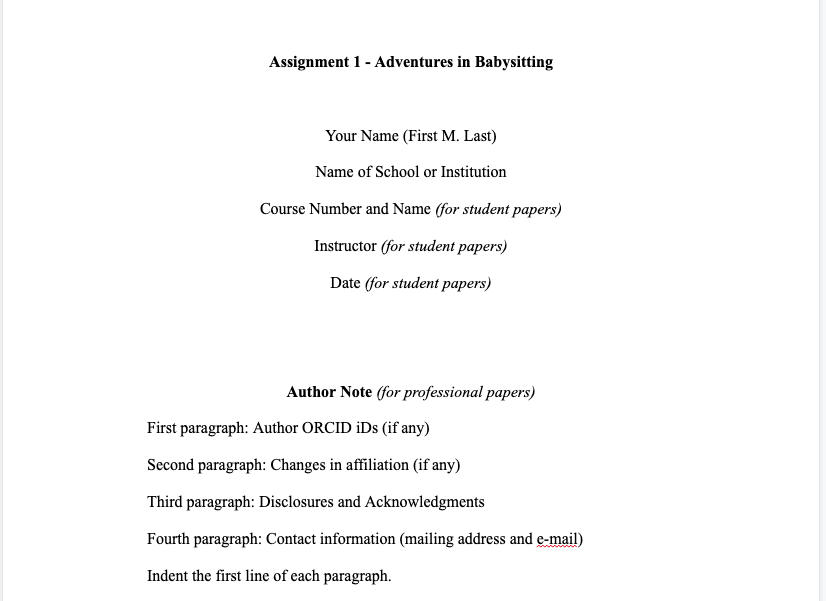 Assignment 1 - Adventures in Babysitting
Your Name (First M. Last)
Name of School or Institution
Course Number and Name (for student papers)
Instructor (for student papers)
Date (for student papers)
Author Note (for professional papers)
First paragraph: Author ORCID iDs (if any)
Second paragraph: Changes in affiliation (if any)
Third paragraph: Disclosures and Acknowledgments
Fourth paragraph: Contact information (mailing address and e-mail)
Indent the first line of each paragraph.